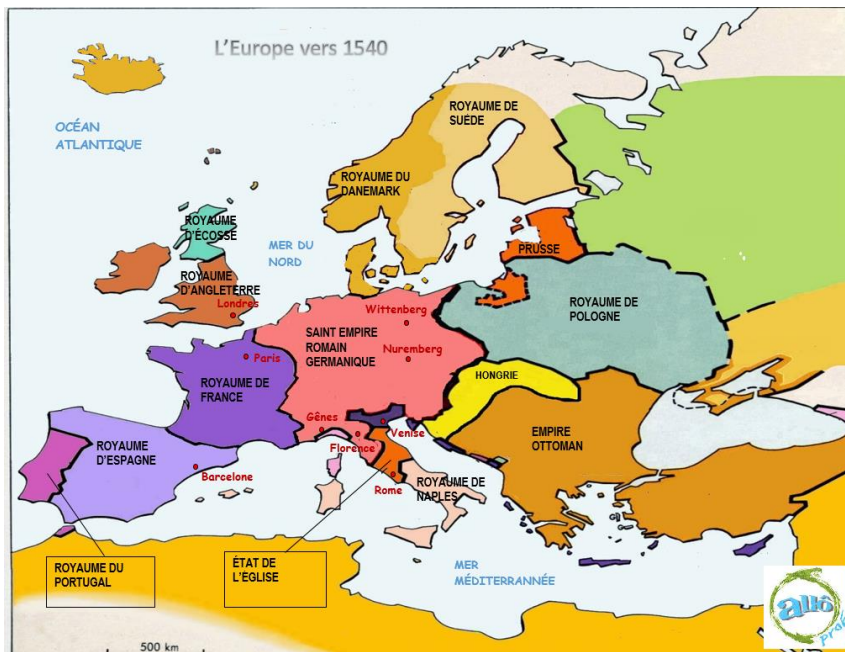 L'Europe vers 1540
OCÉAN
ATLANTIQUE
ROYAUME DE
SUÈDE
ROYAUME DU
DANEMARK
ROYAUME
D'ÉCOSSE
MER DU
NORD
PRUSSE
ROYAUME
D'ANGLETERRE
Londres
Wittenberg
ROYAUME DE
POLOGNE
SAINT EMPIRE
ROMAIN
GERMANIQUE
Nuremberg
Paris
HONGRIE
ROYAUME DE
FRANCE
Gênes
Venise
EMPIRE
OTTOMAN
Florence
ROYAUME
D'ESPAGNE
Barcelone
Rome
ROYAUME DE
NAPLES
ROYAUME DU
PORTUGAL
ÉTAT DE
L'ÉGLISE
MER
MÉDITERRANNÉE
500 km
allô
prof